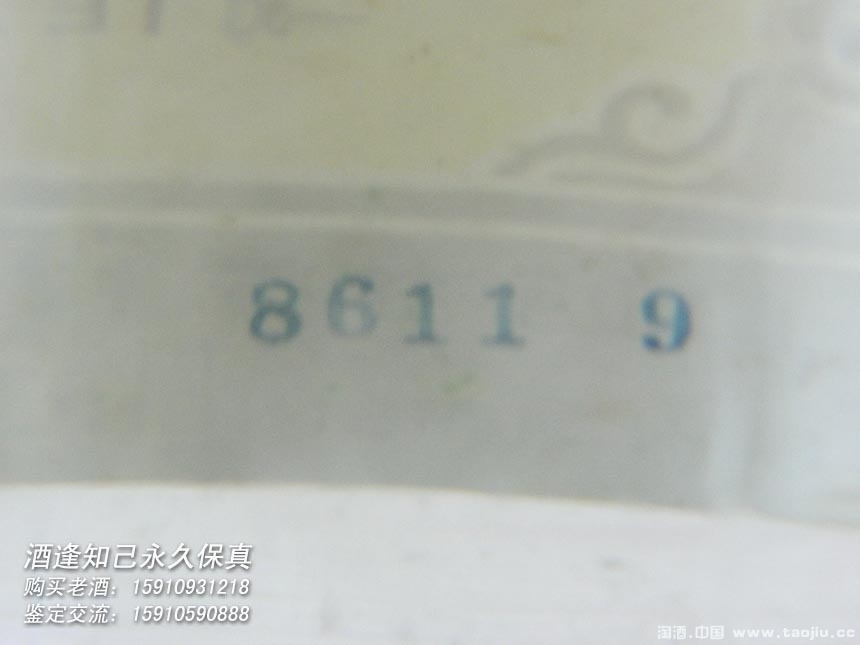 8611 9
酒逢知己永久保真
购买老酒：15910931218
鉴定交流：15910590888
淘酒.中国 www.taojiu.cc